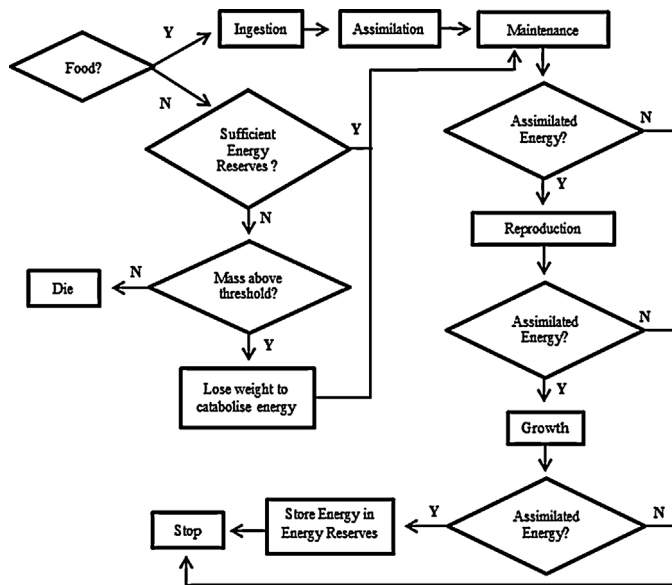 Y
Ingestion
Assimilation
Maintenance
Food?
N
Sufficient
Energy
Reserves ?
Y
Assimilated
Energy?
N
Y
N
Reproduction
Die
N
Mass above
threshold?
Assimilated
Energy?
N
Y
Y
Lose weight to
catabolise energy
Growth
Stop
Store Energy in
Energy Reserves
Y
Assimilated
Energy?
N